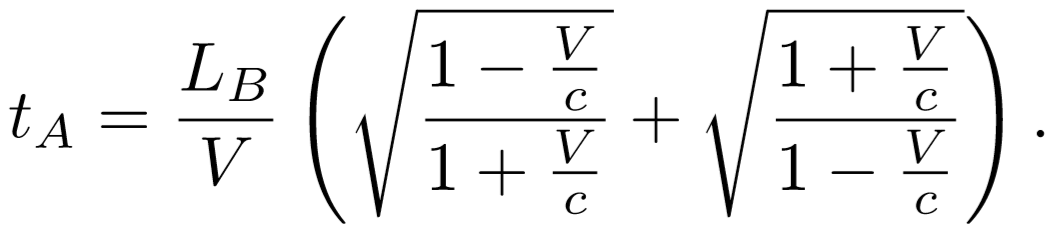 t_A = \frac{L_B}{V} \left( \sqrt{\frac{1 - \frac{V}{c}}{1 + \frac{V}{c}}} + \sqrt{\frac{1 + \frac{V}{c}}{1 - \frac{V}{c}}} \right) .